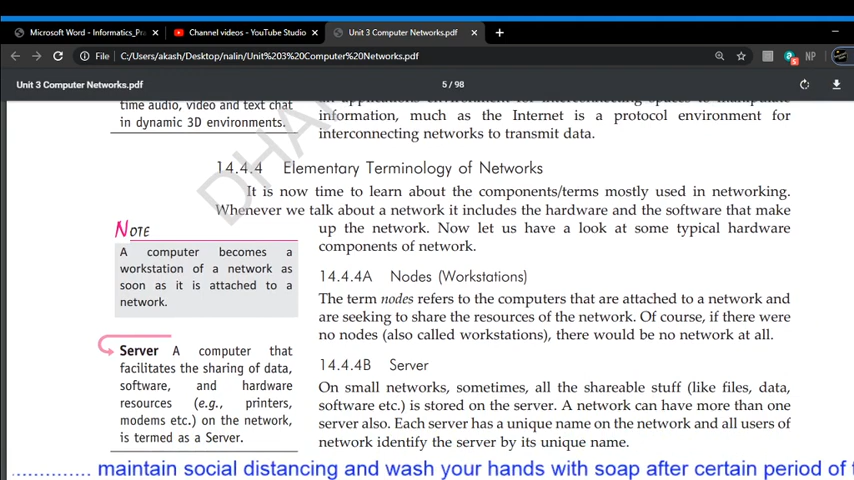 Microsoft Word - Informatics_Pra
Channel videos - YouTube Studio
Unit 3 Computer Networks.pdf
File
C:/Users/akash/Desktop/nalin/Unit%203%20Computer%20Networks.pdf
NP
Unit 3 Computer Networks.pdf
5 / 98
time audio, video and text chat
in dynamic 3D environments.
applications environment for interconnecting spaces to manipulate
information, much as the Internet is a protocol environment for
interconnecting networks to transmit data.
DHA
14.4.4 Elementary Terminology of Networks
It is now time to learn about the components/terms mostly used in networking.
Whenever we talk about a network it includes the hardware and the software that make
up the network. Now let us have a look at some typical hardware
components of network.
NOTE
A computer becomes a
workstation of a network as
soon as it is attached to a
network.
14.4.4A Nodes (Workstations)
The term nodes refers to the computers that are attached to a network and
are seeking to share the resources of the network. Of course, if there were
no nodes (also called workstations), there would be no network at all.
Server A computer that
facilitates the sharing of data,
software, and hardware
resources (e.g., printers,
modems etc.) on the network,
is termed as a Server.
14.4.4B Server
On small networks, sometimes, all the shareable stuff (like files, data,
software etc.) is stored on the server. A network can have more than one
server also. Each server has a unique name on the network and all users of
network identify the server by its unique name.
.............. maintain social distancing and wash your hands with soap after certain period of